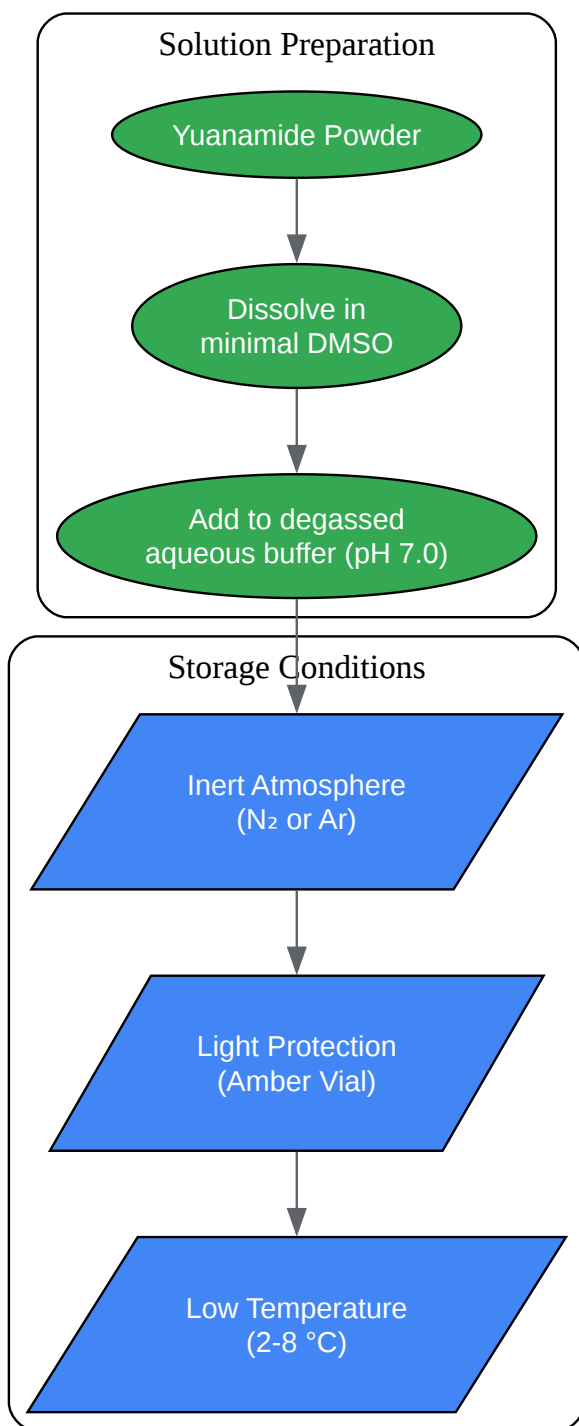 Solution Preparation
Yuanamide Powder
Dissolve in
minimal DMSO
Add to degassed
aqueous buffer (pH 7.0)
Storage Conditions
Inert Atmosphere
(N₂ or Ar)
Light Protection
(Amber Vial)
Low Temperature
(2-8 °C)